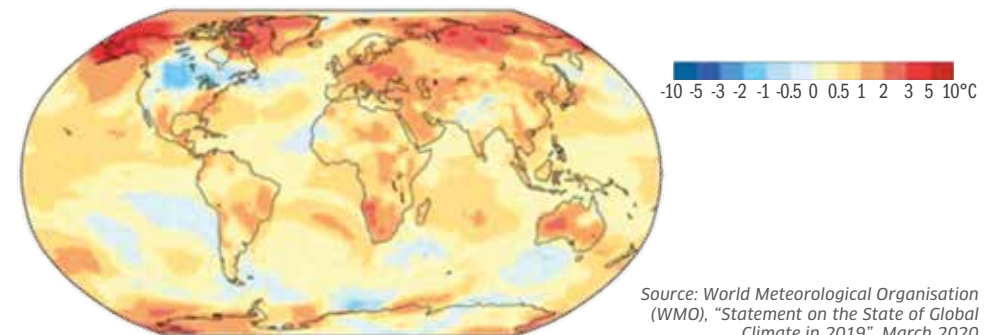 -10 -5 -3 -2 -1 -0.5 0 0.5 1 2 3 5 10°C
Source: World Meteorological Organisation
(WMO), “Statement on the State of Global
Climate in 2019”, March 2020